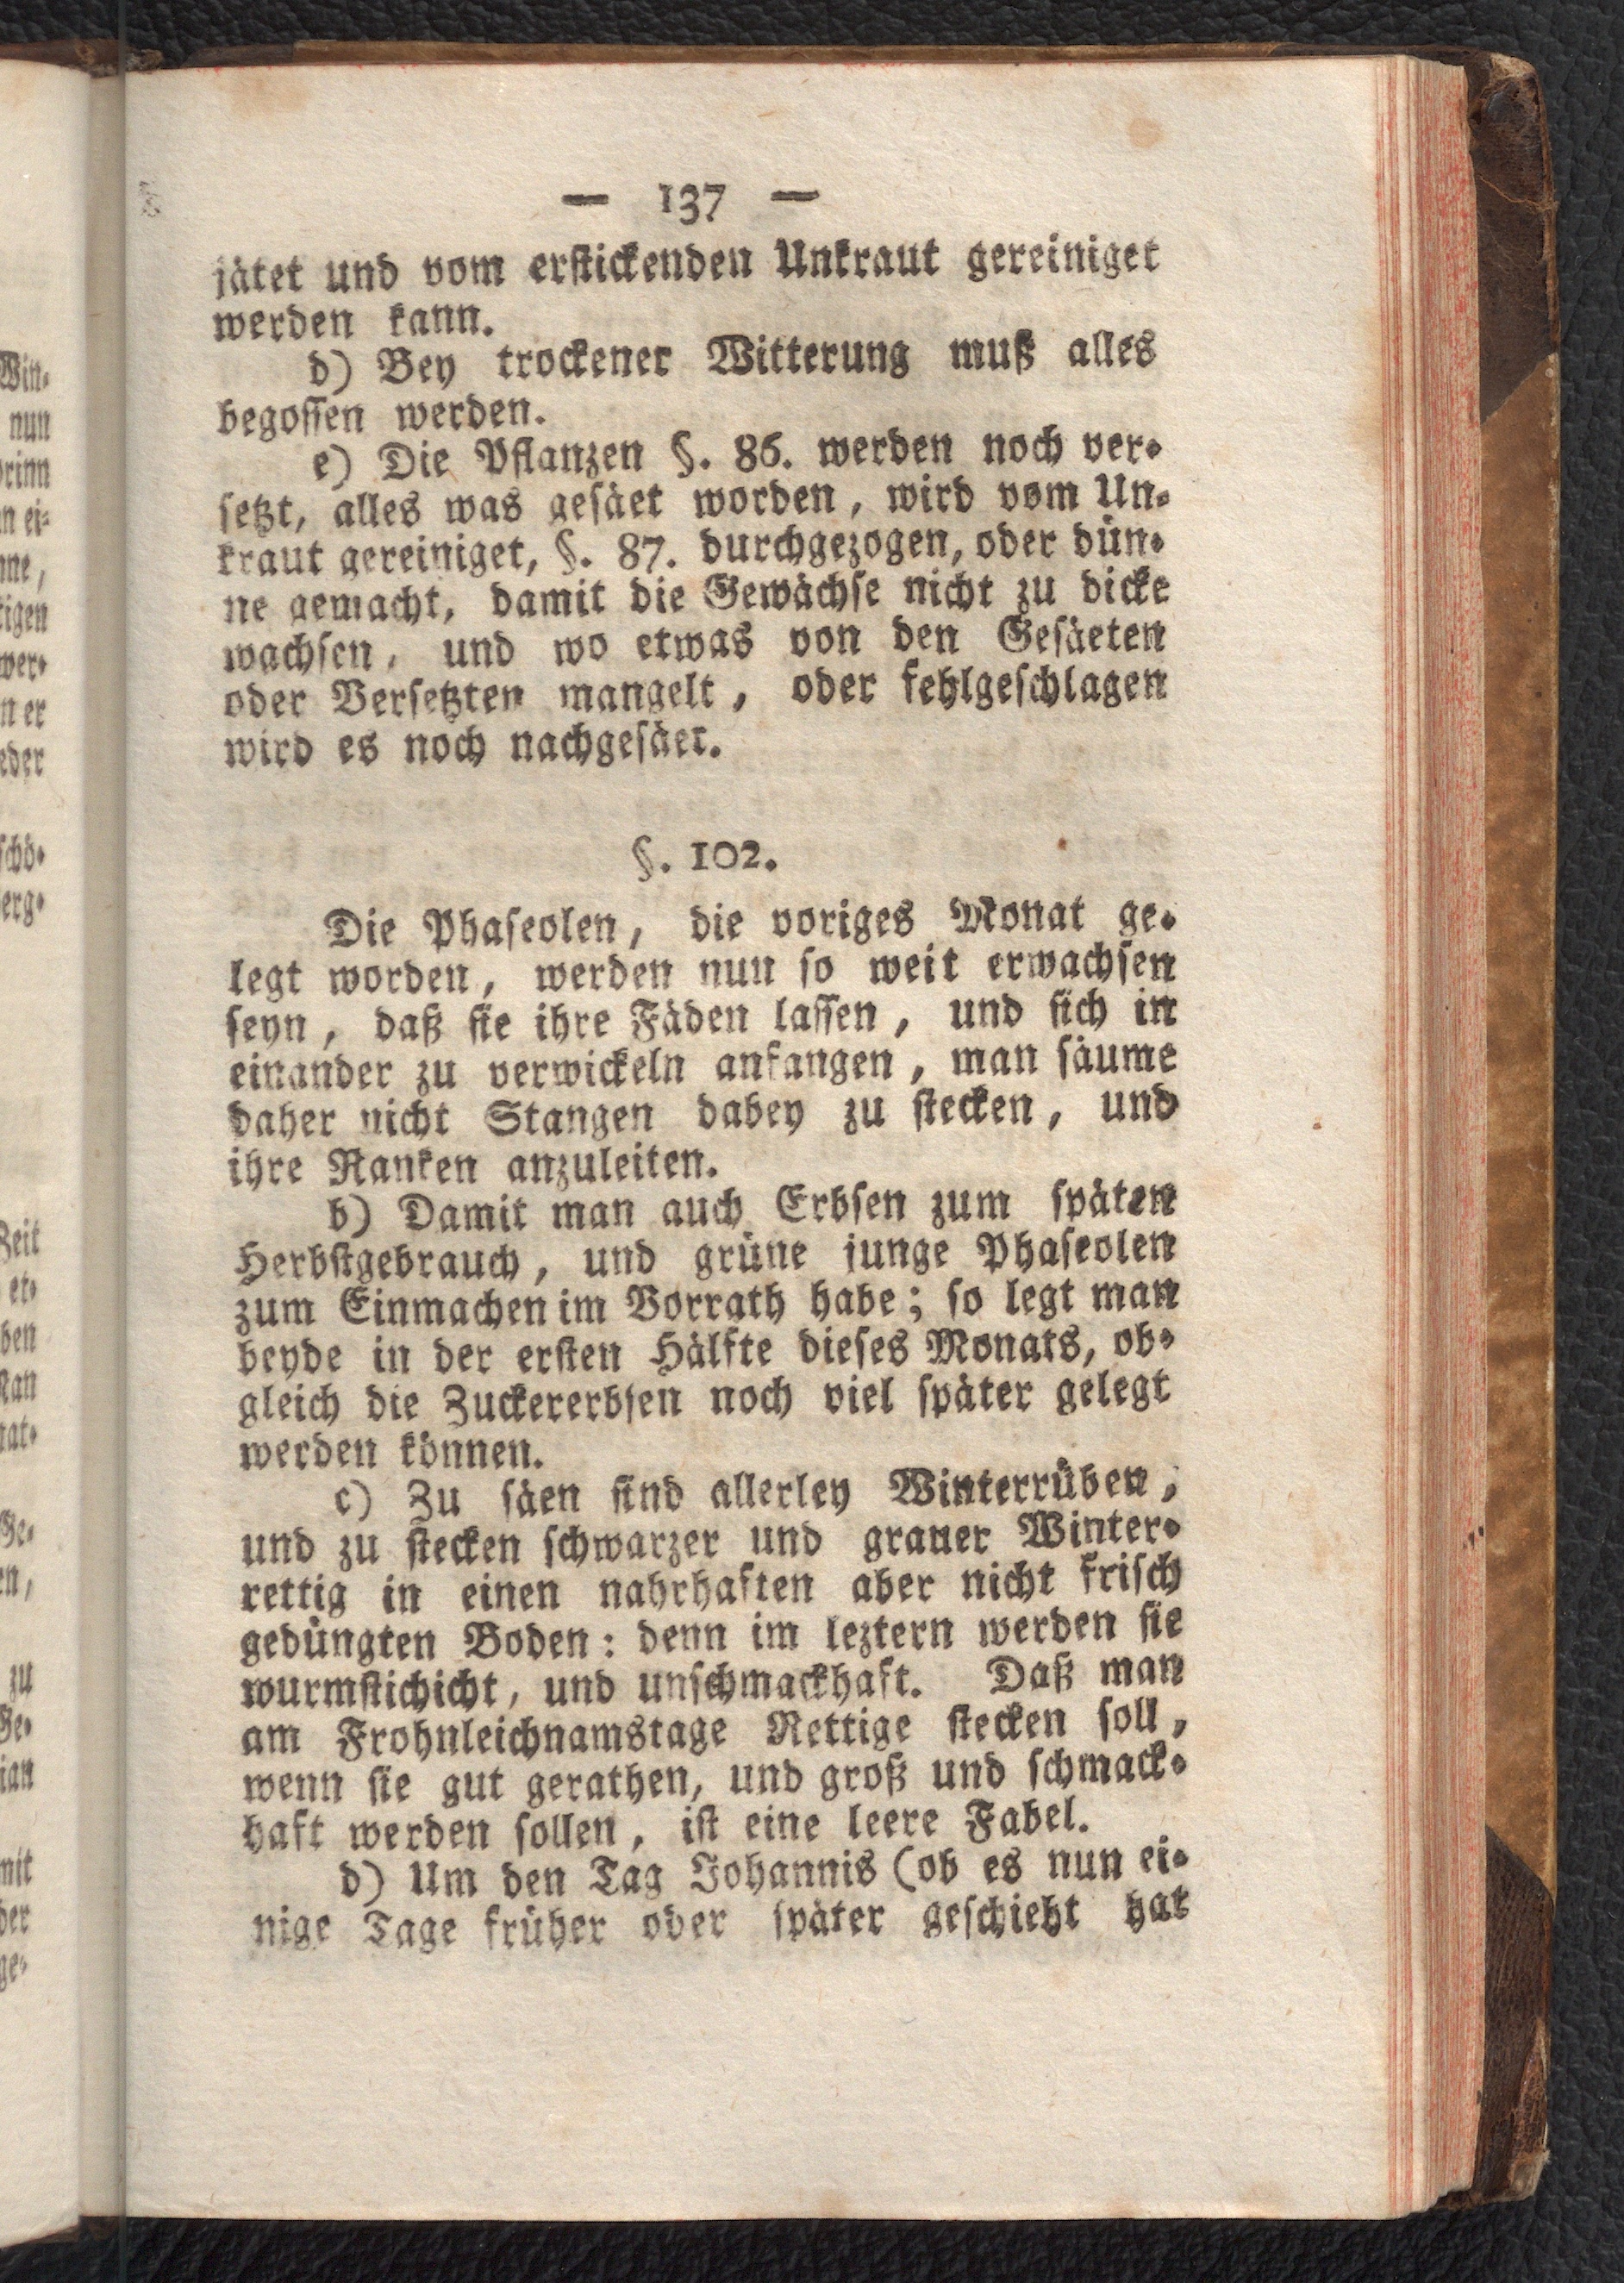 — 137 —
jätet und vom erstickenden Unkraut gereiniget
werden kann.
d) Bey trockener Witterung muß alles
begossen werden.
e) Die Pflanzen §. 86. werden noch ver-
setzt, alles was gesäet worden, wird vom Un-
kraut gereiniget, §. 87. durchgezogen, oder dün-
ne gemacht, damit die Gewächse nicht zu dicke
wachsen, und wo etwas von den Gesäeten
oder Versetzten mangelt, oder fehlgeschlagen
wird es noch nachgesäet.
§. 102.
Die Phaseolen, die voriges Monat ge-
legt worden, werden nun so weit erwachsen
seyn, daß sie ihre Fäden lassen, und sich in
einander zu verwickeln anfangen, man säume
daher nicht Stangen dabey zu stecken, und
ihre Ranken anzuleiten.
b) Damit man auch Erbsen zum späten
Herbstgebrauch, und grüne junge Phaseolen
zum Einmachen im Vorrath habe; so legt man
beyde in der ersten Hälfte dieses Monats, ob-
gleich die Zuckererbsen noch viel später gelegt
werden können.
c) Zu säen sind allerley Winterrüben,
und zu stecken schwarzer und grauer Winter-
rettig in einen nahrhaften aber nicht frisch
gedüngten Boden: denn im leztern werden sie
wurmstichicht, und unschmackhaft. Daß man
am Frohnleichnamstage Rettige stecken soll,
wenn sie gut gerathen, und groß und schmack-
haft werden sollen, ist eine leere Fabel.
d) Um den Tag Johannis (ob es nun ei-
nige Tage früher oder später geschieht hat